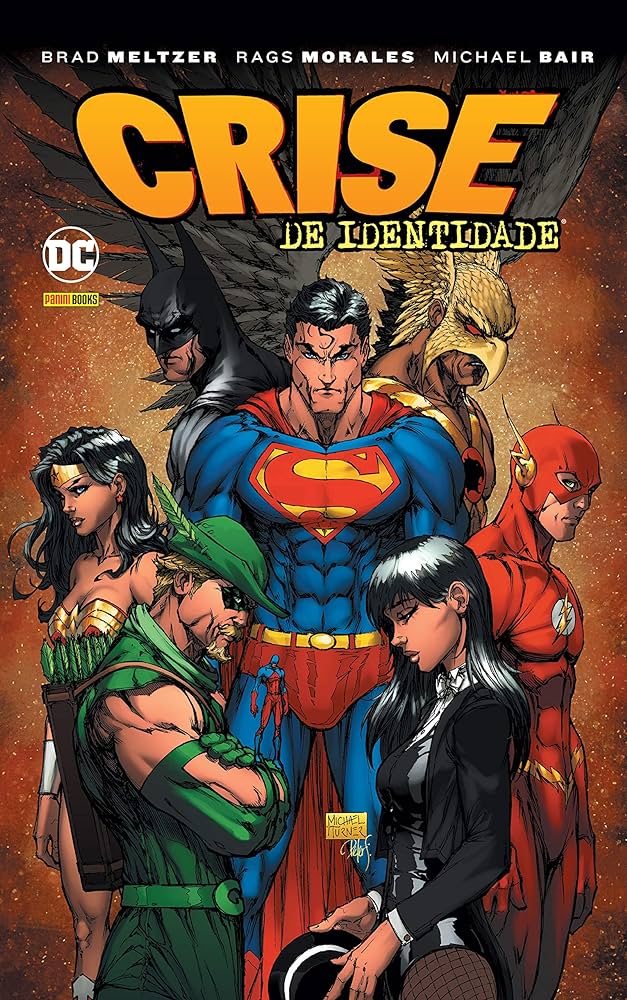 BRAD MELTZER RAGS MORALES MICHAEL BAIR
CRISE
DE IDENTIDADE®
DC
PANINI BOOKS
S
MICHAEL
TURNER